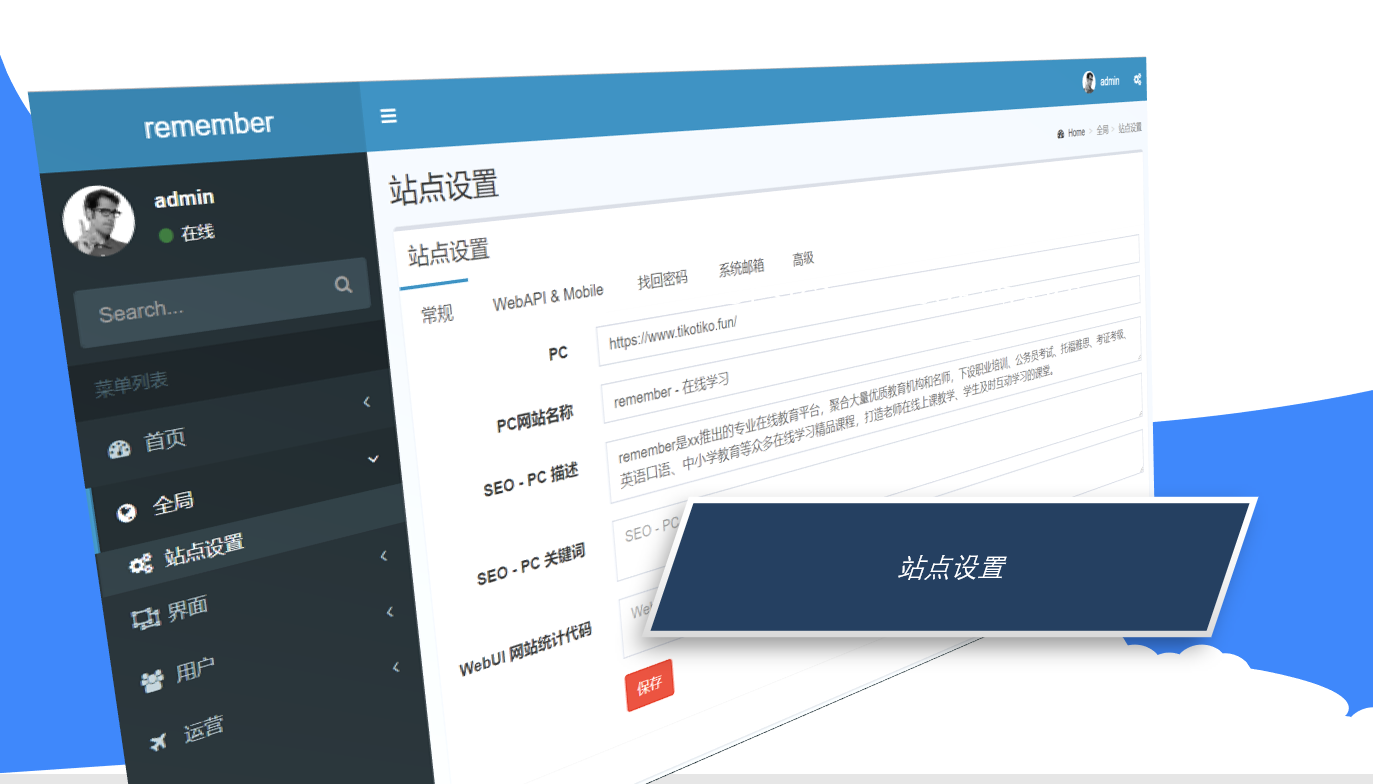 remember
admin
Home > 全局 > 站点设置
admin
在线
Search...
菜单列表
首页
全局
站点设置
界面
用户
运营
站点设置
站点设置
常规
WebAPI & Mobile
找回密码
系统邮箱
高级
PC
https://www.tikotiko.fun/
PC网站名称
remember - 在线学习
SEO - PC 描述
remember是xx推出的专业在线教育平台，聚合大量优质教育机构和名师，下设职业培训、公务员考试、托福雅思、考证考级、
英语口语、中小学教育等众多在线学习精品课程，打造老师在线上课教学、学生及时互动学习的课堂。
SEO - PC 关键词
SEO - PC
WebUI 网站统计代码
保存
站点设置